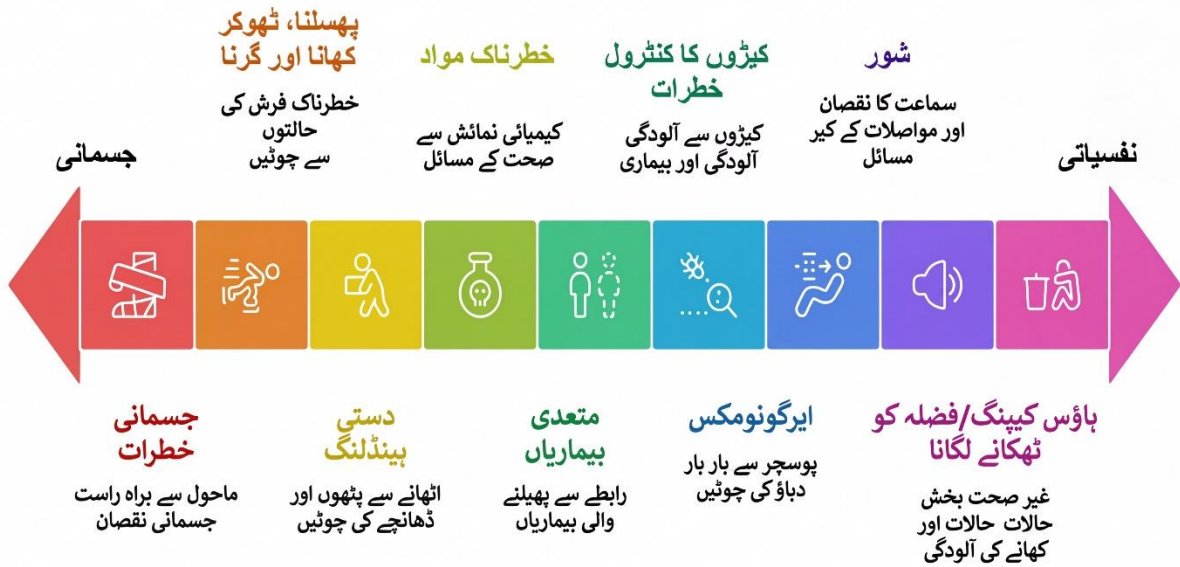 پھسلنا، ٹھوکر
کھانا اور گرنا
خطرناک فرش کی
حالتوں
سے چوٹیں
خطرناک مواد
کیمیائی نمائش سے
صحت کے مسائل
کیڑوں کا کنٹرول
خطرات
کیڑوں سے آلودگی
آلودگی اور بیماری
شور
سماعت کا نقصان
اور مواصلات کے کیر
مسائل
جسمانی
نفسیاتی
جسمانی
خطرات
ماحول سے براہ راست
جسمانی نقصان
دستی
ہینڈلنگ
اٹھانے سے پٹھوں اور
ڈھانچے کی چوٹیں
متعدی
بیماریاں
رابطے سے پھیلنے
والی بیماریاں
ایرگونومکس
پوسچر سے بار بار
دباؤ کی چوٹیں
ہاؤس کیپنگ/فضلہ کو
ٹھکانے لگانا
غیر صحت بخش
حالات حالات اور
کھانے کی آلودگی